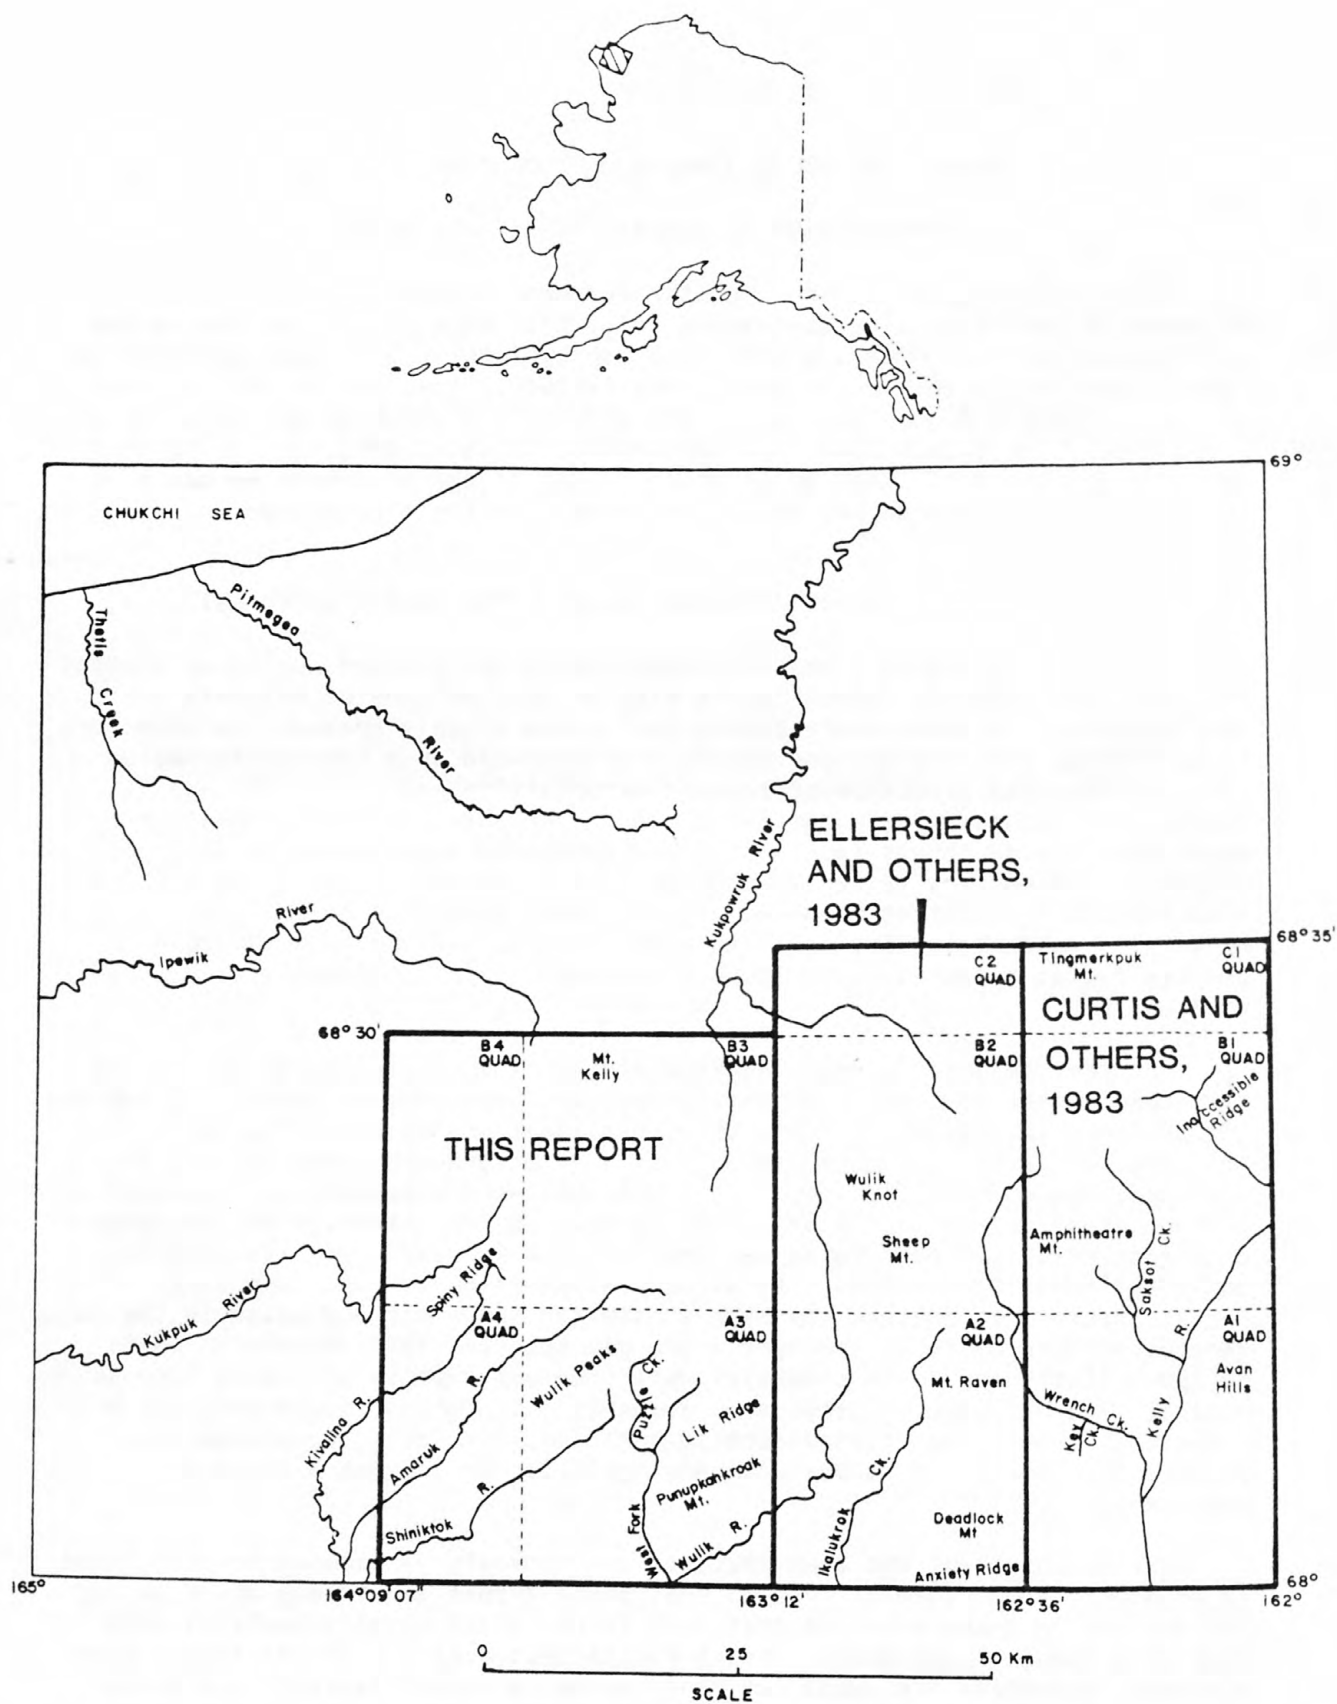 69°
CHUKCHI SEA
Pitmegea
River
Thetis
Creek
Kukpowruk River
ELLERSIECK
AND OTHERS,
1983
68°35'
River
Ipewik
C2
QUAD
Tingmerkpuk
Mt.
C1
QUAD
CURTIS AND
OTHERS,
1983
68°30'
B4
QUAD
Mt.
Kelly
B3
QUAD
B2
QUAD
B1
QUAD
Inaccessible
Ridge
THIS REPORT
Wulik
Knot
Sheep
Mt.
Amphitheatre
Mt.
Saksot Ck.
Spiny Ridge
Kukpuk River
A4
QUAD
A3
QUAD
A2
QUAD
A1
QUAD
Wulik Peaks
Puzzle Ck.
Lik Ridge
Mt. Raven
Avan
Hills
Wrench Ck.
Key
Ck.
Kelly R.
Kivalina R.
Amaruk R.
Shiniktok R.
Punupkahkroak
Mt.
West Fork
Wulik R.
Ikalukrok Ck.
Deadlock
Mt
Anxiety Ridge
165°
164°09'07"
163°12'
162°36'
162°
68°
0 25 50 Km
SCALE